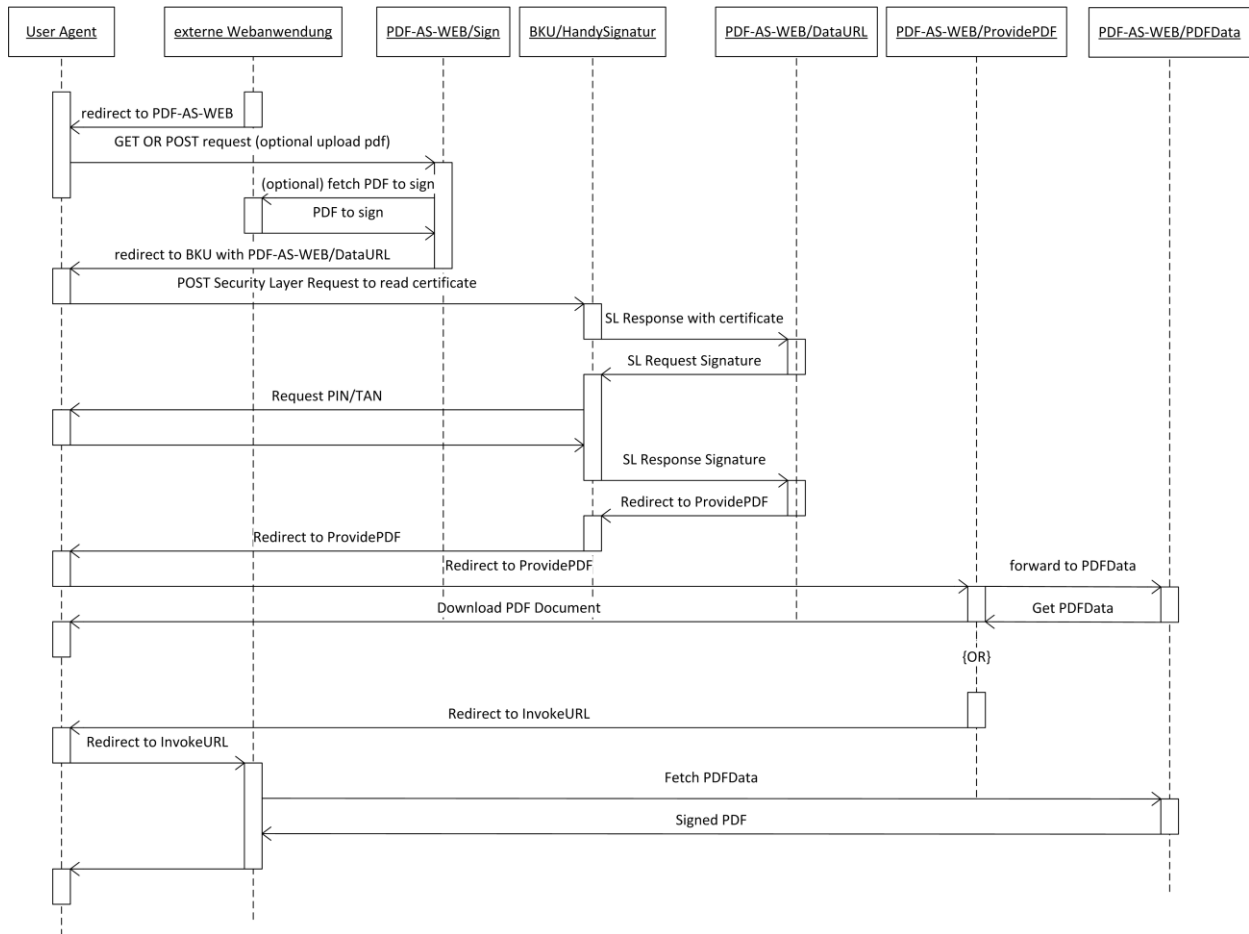 User Agent
externe Webanwendung
PDF-AS-WEB/Sign
BKU/HandySignatur
PDF-AS-WEB/DataURL
PDF-AS-WEB/ProvidePDF
PDF-AS-WEB/PDFData
redirect to PDF-AS-WEB
GET OR POST request (optional upload pdf)
(optional) fetch PDF to sign
PDF to sign
redirect to BKU with PDF-AS-WEB/DataURL
POST Security Layer Request to read certificate
SL Response with certificate
SL Request Signature
Request PIN/TAN
SL Response Signature
Redirect to ProvidePDF
Redirect to ProvidePDF
Redirect to ProvidePDF
forward to PDFData
Download PDF Document
Get PDFData
{OR}
Redirect to InvokeURL
Redirect to InvokeURL
Fetch PDFData
Signed PDF